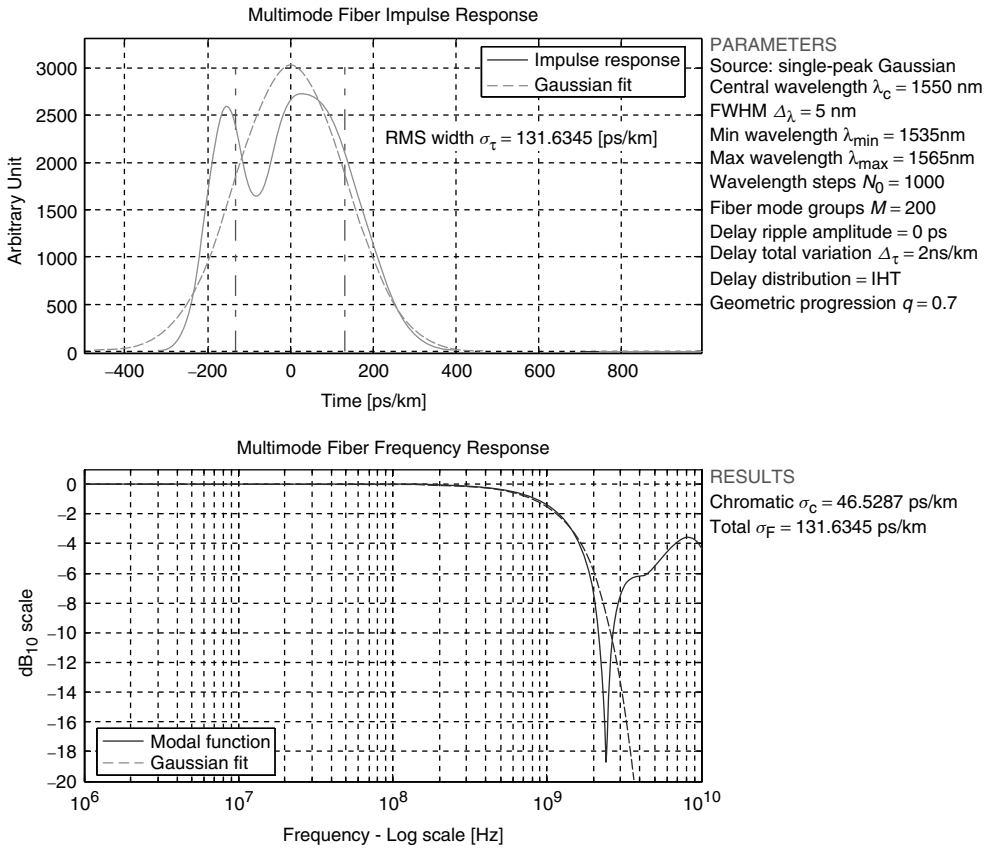 Multimode Fiber Impulse Response
3000
2500
2000
1500
1000
500
0
Arbitrary Unit
Impulse response
Gaussian fit
RMS width στ = 131.6345 [ps/km]
−400 −200 0 200 400 600 800
Time [ps/km]
PARAMETERS
Source: single-peak Gaussian
Central wavelength λc = 1550 nm
FWHM Δλ = 5 nm
Min wavelength λmin = 1535nm
Max wavelength λmax = 1565nm
Wavelength steps N0 = 1000
Fiber mode groups M = 200
Delay ripple amplitude = 0 ps
Delay total variation Δτ = 2ns/km
Delay distribution = IHT
Geometric progression q = 0.7
Multimode Fiber Frequency Response
0
−2
−4
−6
−8
−10
−12
−14
−16
−18
−20
dB10 scale
Modal function
Gaussian fit
10^6 10^7 10^8 10^9 10^10
Frequency - Log scale [Hz]
RESULTS
Chromatic σc = 46.5287 ps/km
Total σF = 131.6345 ps/km